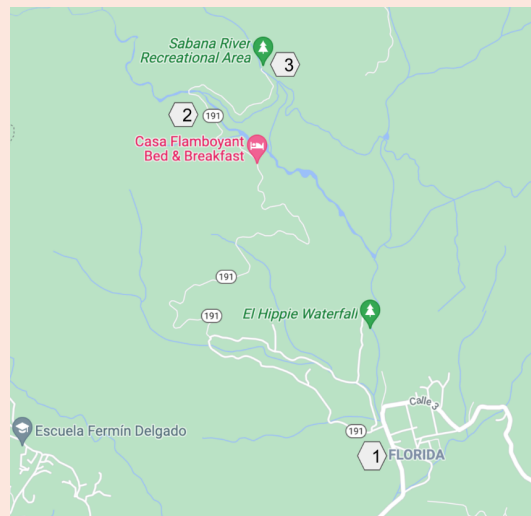 Sabana River
Recreational Area
3
2
191
Casa Flamboyant
Bed & Breakfast
191
191
El Hippie Waterfall
Calle 3
Escuela Fermín Delgado
191
1
FLORIDA